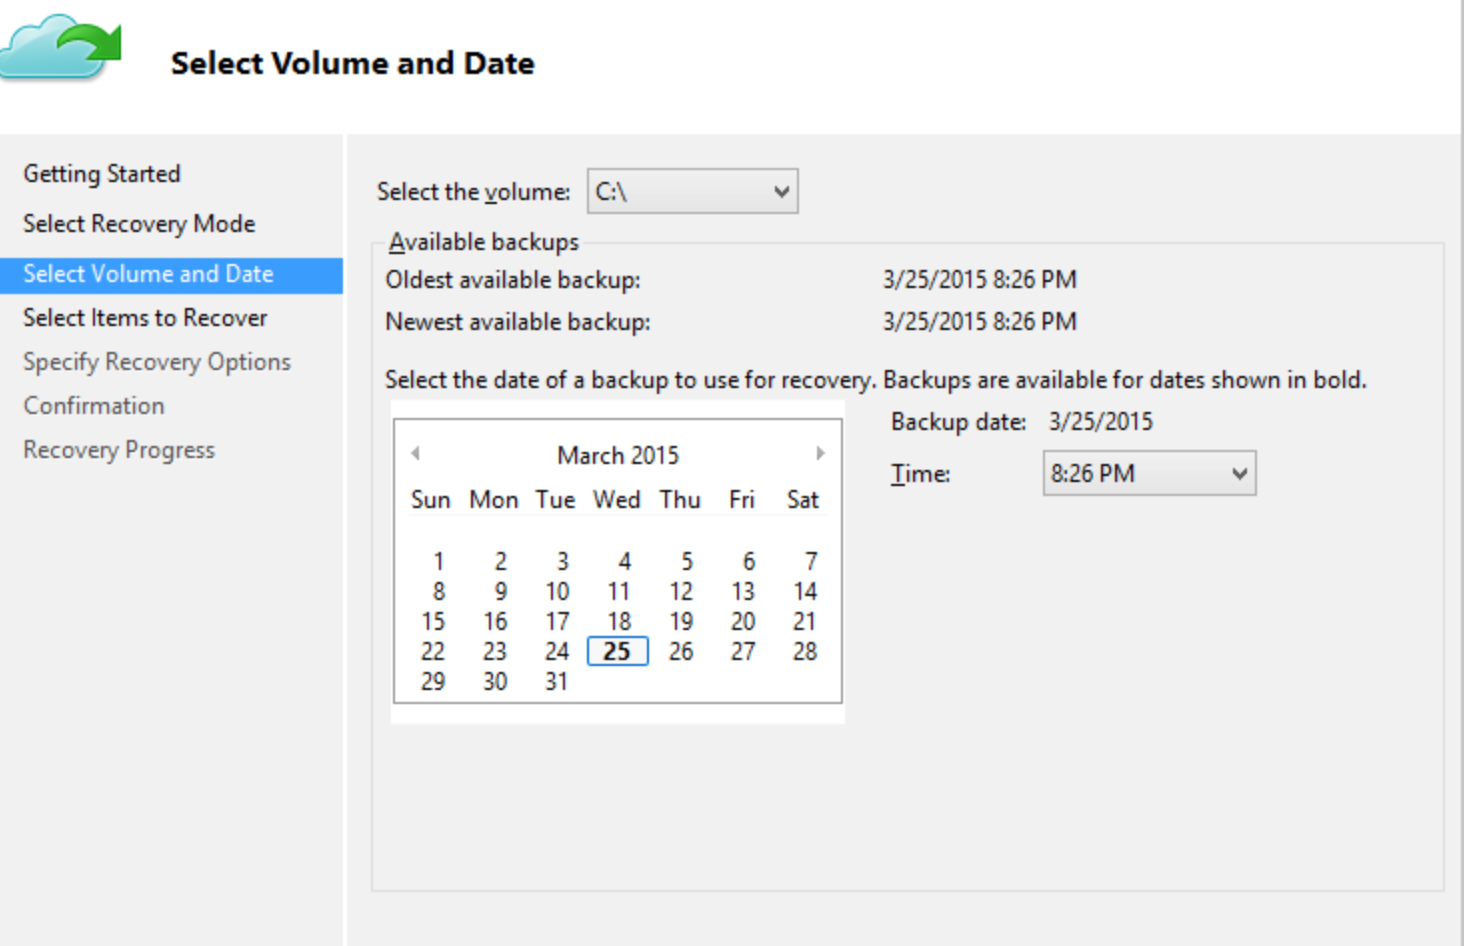 Select Volume and Date
Getting Started
Select Recovery Mode
Select Volume and Date
Select Items to Recover
Specify Recovery Options
Confirmation
Recovery Progress
Select the volume: C:\
Available backups
Oldest available backup: 3/25/2015 8:26 PM
Newest available backup: 3/25/2015 8:26 PM
Select the date of a backup to use for recovery. Backups are available for dates shown in bold.
March 2015
Sun Mon Tue Wed Thu Fri Sat
1 2 3 4 5 6 7
8 9 10 11 12 13 14
15 16 17 18 19 20 21
22 23 24 25 26 27 28
29 30 31
Backup date: 3/25/2015
Time: 8:26 PM